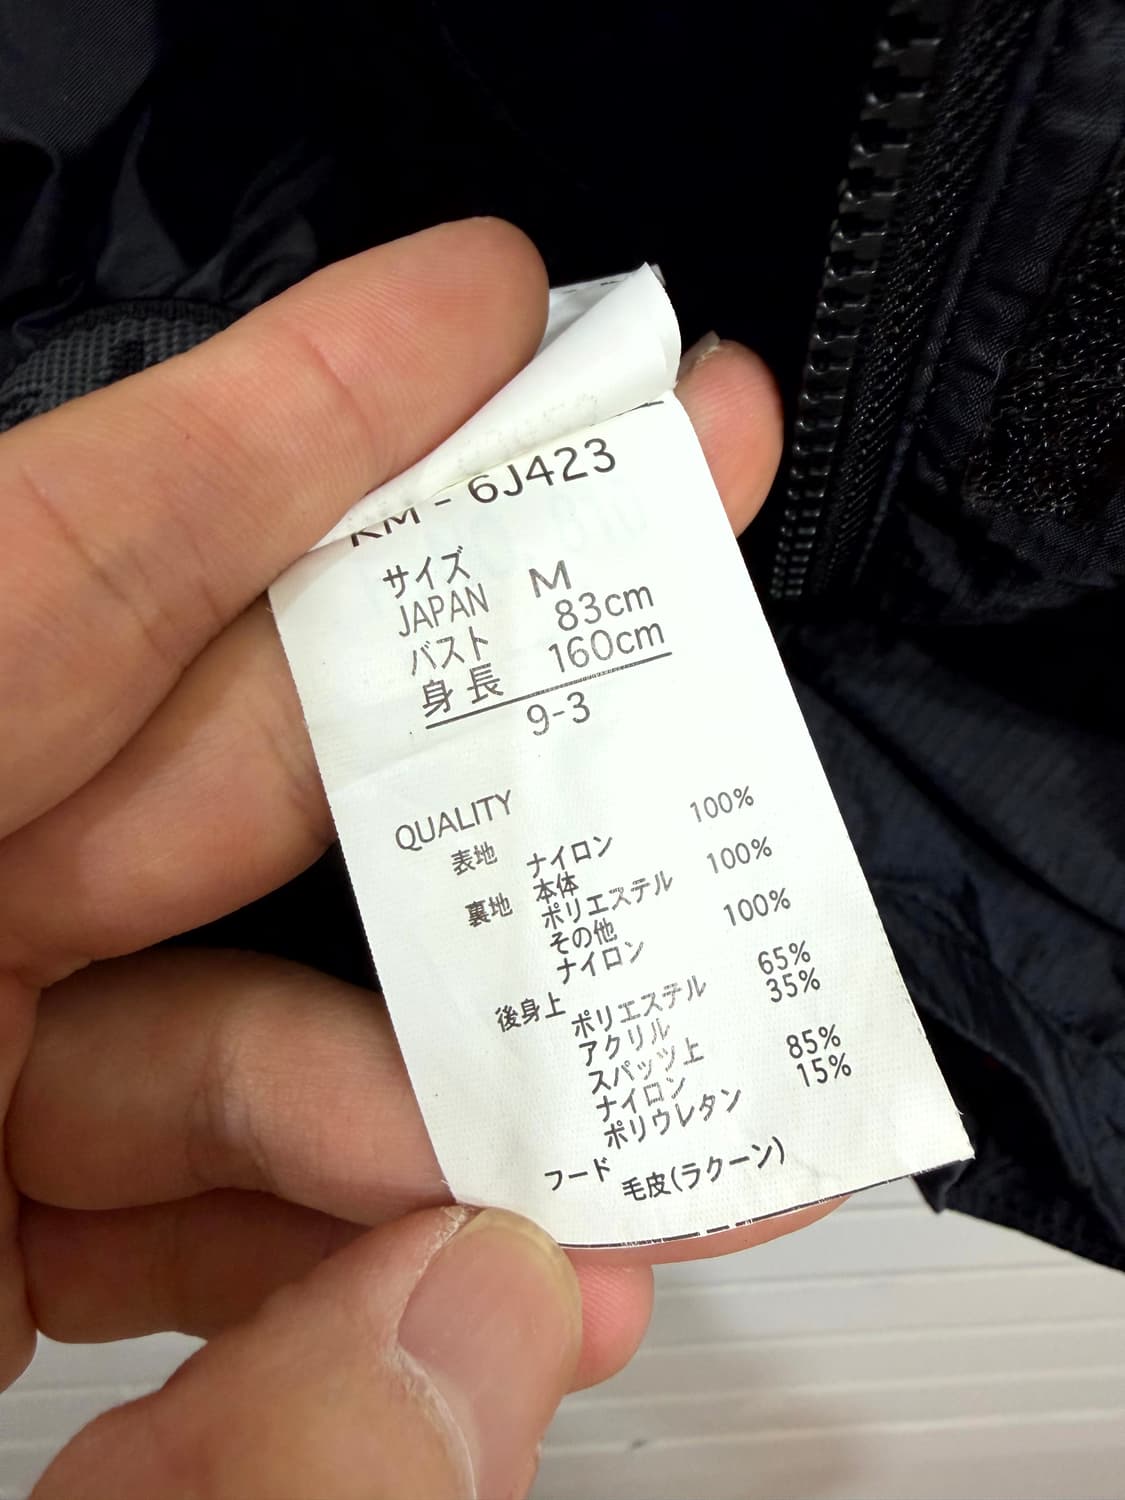 KM-6J423
サイズ
JAPAN M
バスト 83cm
身長 160cm
9-3
QUALITY
表地 ナイロン 100%
裏地 本体
ポリエステル 100%
その他
ナイロン 100%
後身上 ポリエステル 65%
アクリル 35%
スパッツ上
ナイロン 85%
ポリウレタン 15%
フード 毛皮(ラクーン)